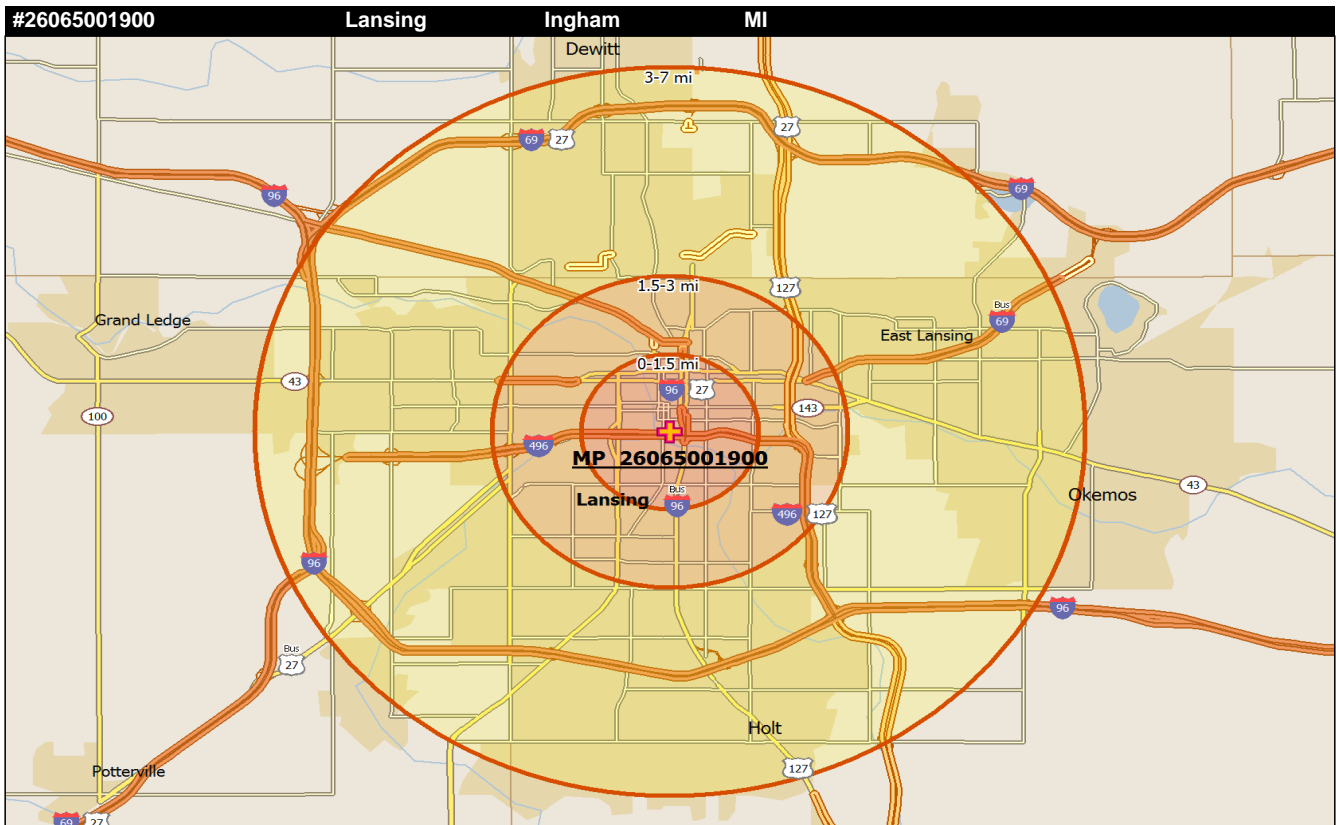 #26065001900 Lansing Ingham MI
Dewitt
3-7 mi
27
69 27
69
96
1.5-3 mi
127
Bus
69
Grand Ledge
East Lansing
0-1.5 mi
43
96 27
143
100
496
MP 26065001900
Bus
96
Lansing
Okemos
43
496 127
96
96
Bus
27
Holt
127
Potterville
69 27